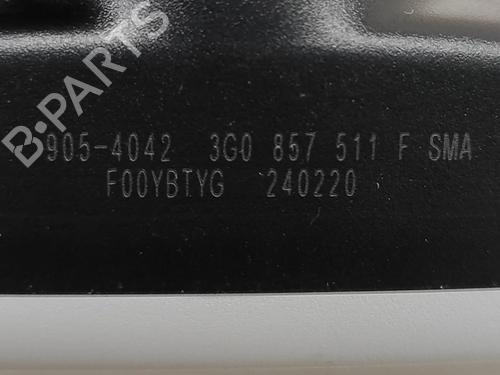 905-4042 3G0 857 511 F SMA
F00YBTYG 240220
B-PARTS